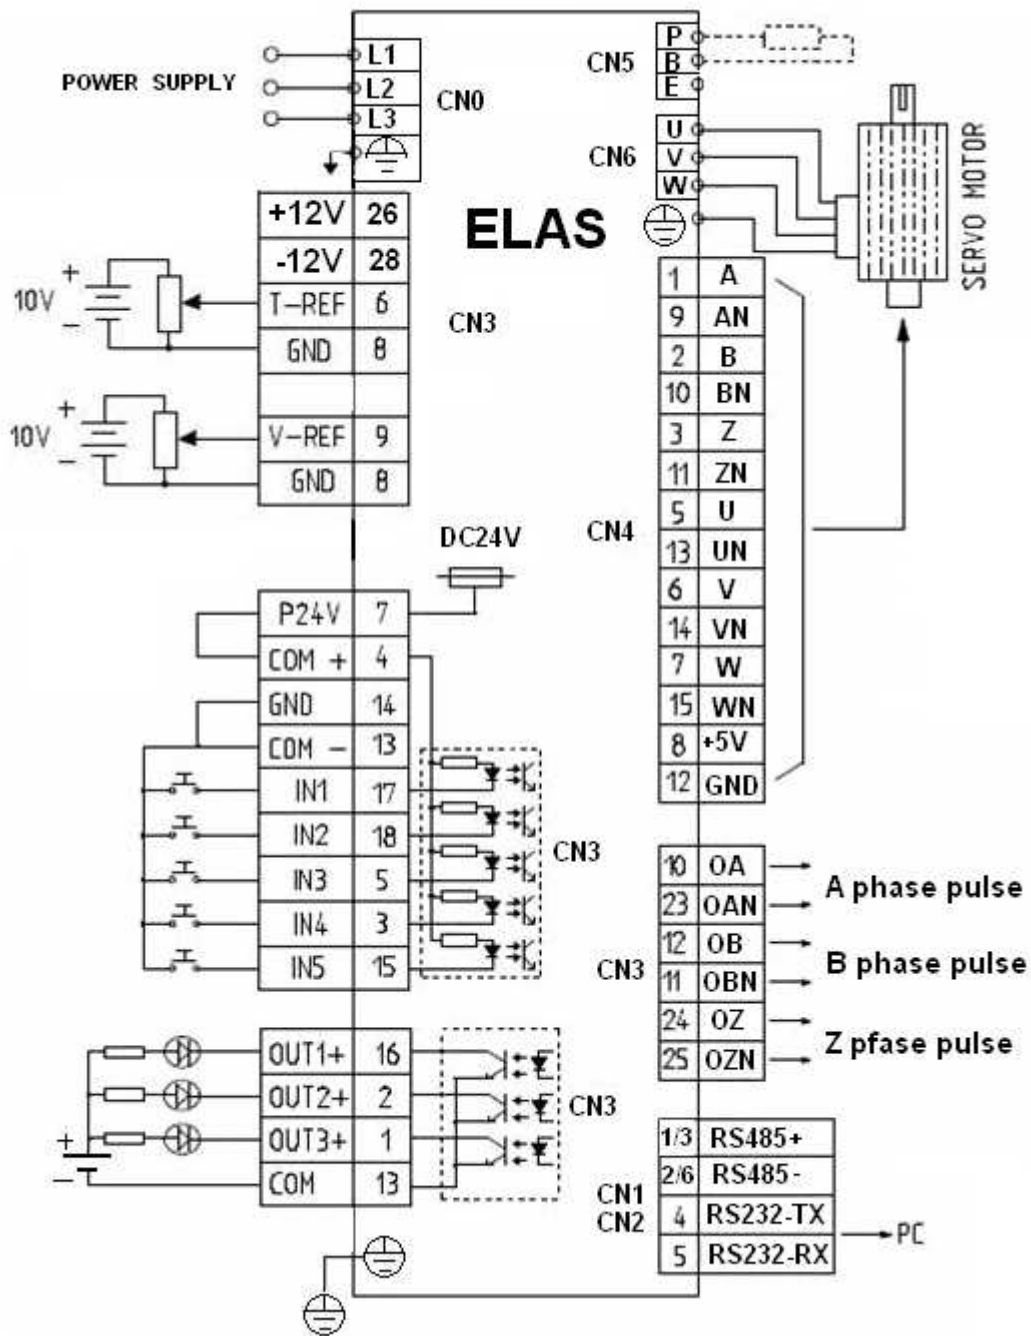 POWER SUPPLY
L1
L2
L3
CN0
P
B
E
CN5
U
V
W
CN6
ELAS
SERVO MOTOR
+12V 26
-12V 28
T-REF 6
GND 8
V-REF 9
GND 8
CN3
+
10V
-
+
10V
-
1 A
9 AN
2 B
10 BN
3 Z
11 ZN
5 U
13 UN
6 V
14 VN
7 W
15 WN
8 +5V
12 GND
CN4
DC24V
P24V 7
COM + 4
GND 14
COM - 13
IN1 17
IN2 18
IN3 5
IN4 3
IN5 15
CN3
10 OA
23 OAN
12 OB
11 OBN
24 OZ
25 OZN
CN3
A phase pulse
B phase pulse
Z pfase pulse
OUT1+ 16
OUT2+ 2
OUT3+ 1
COM 13
+
-
CN3
1/3 RS485+
2/6 RS485-
4 RS232-TX
5 RS232-RX
CN1
CN2
PC